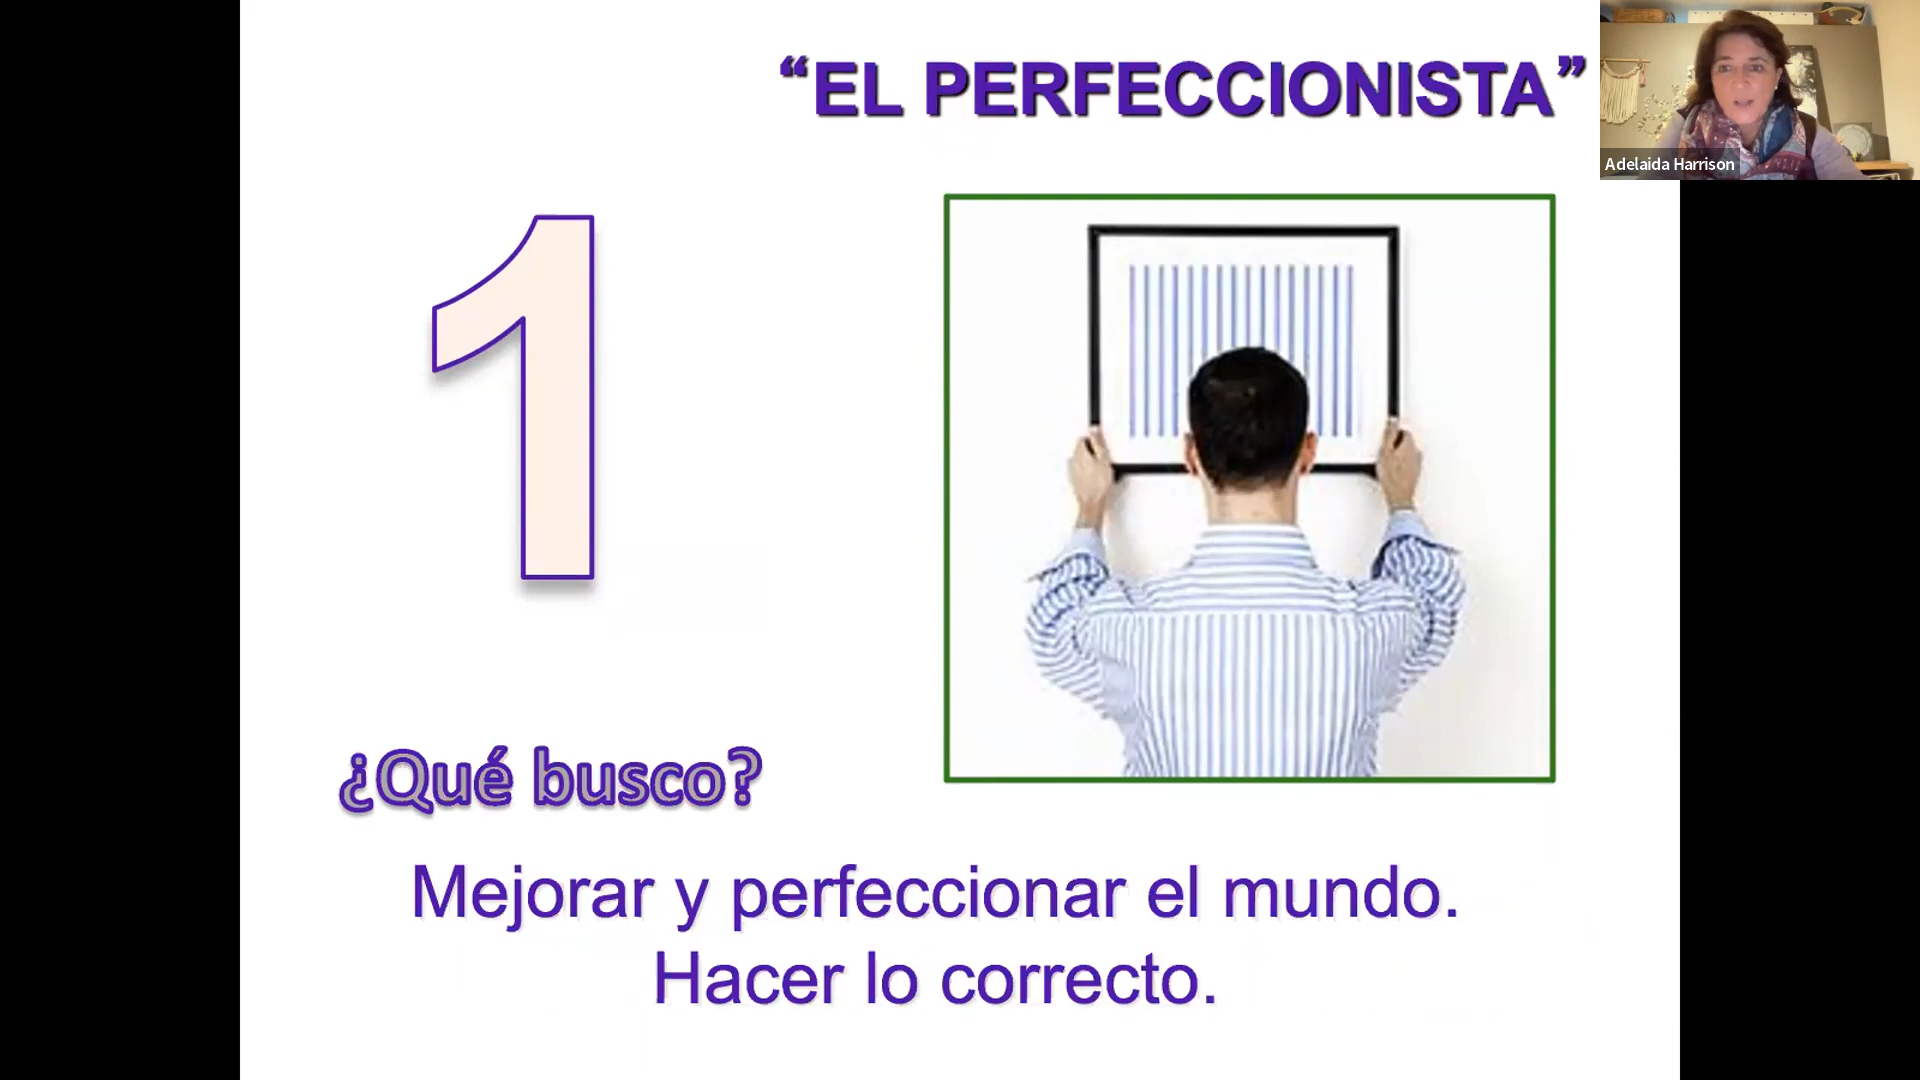 “EL PERFECCIONISTA”
Adelaida Harrison
1
¿Qué busco?
Mejorar y perfeccionar el mundo.
Hacer lo correcto.